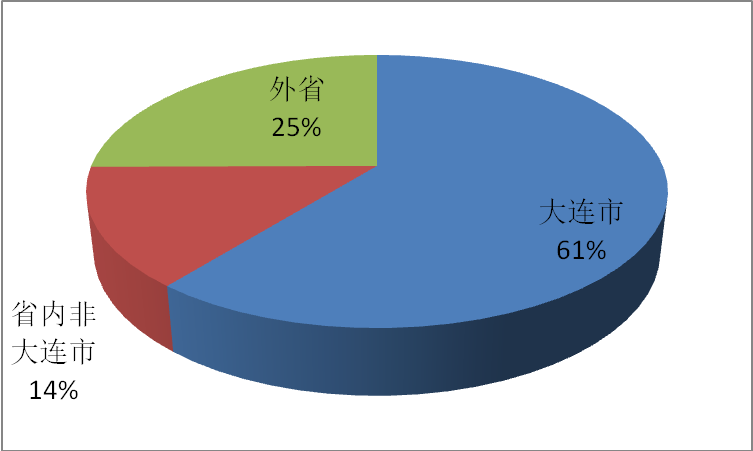 外省
25%
大连市
61%
省内非
大连市
14%